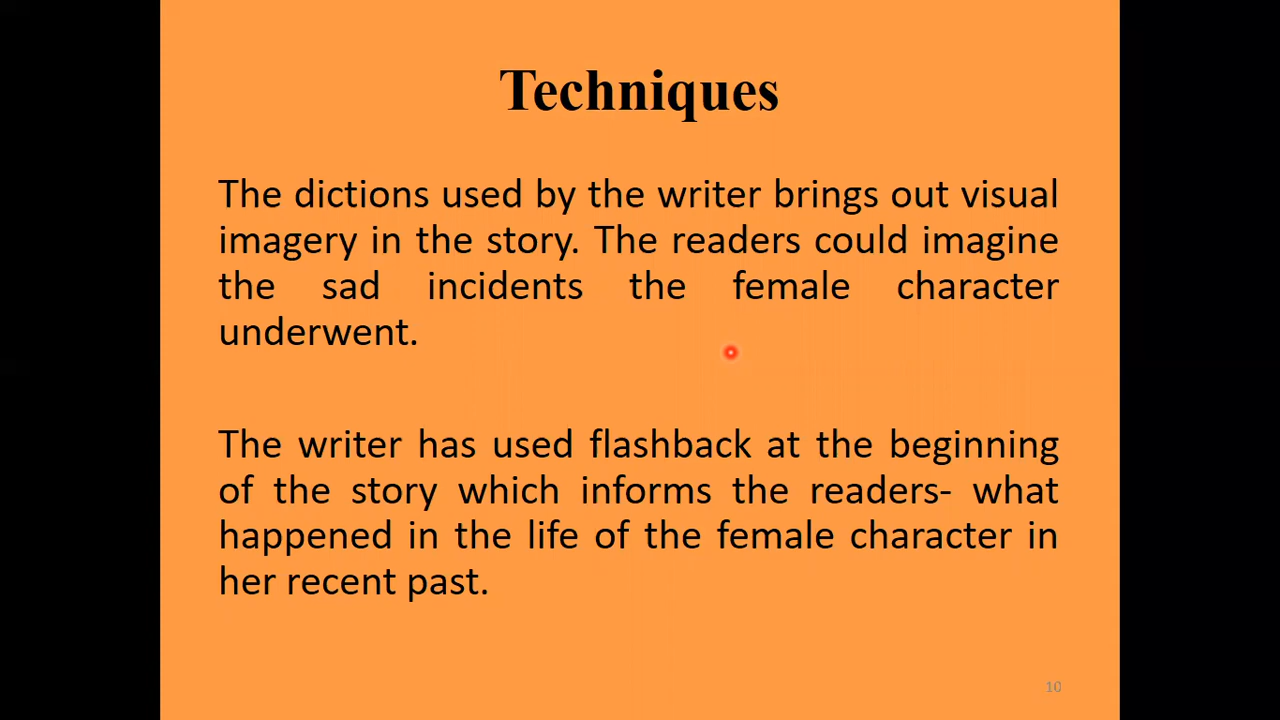 Techniques
The dictions used by the writer brings out visual
imagery in the story. The readers could imagine
the sad incidents the female character
underwent.
The writer has used flashback at the beginning
of the story which informs the readers- what
happened in the life of the female character in
her recent past.
10